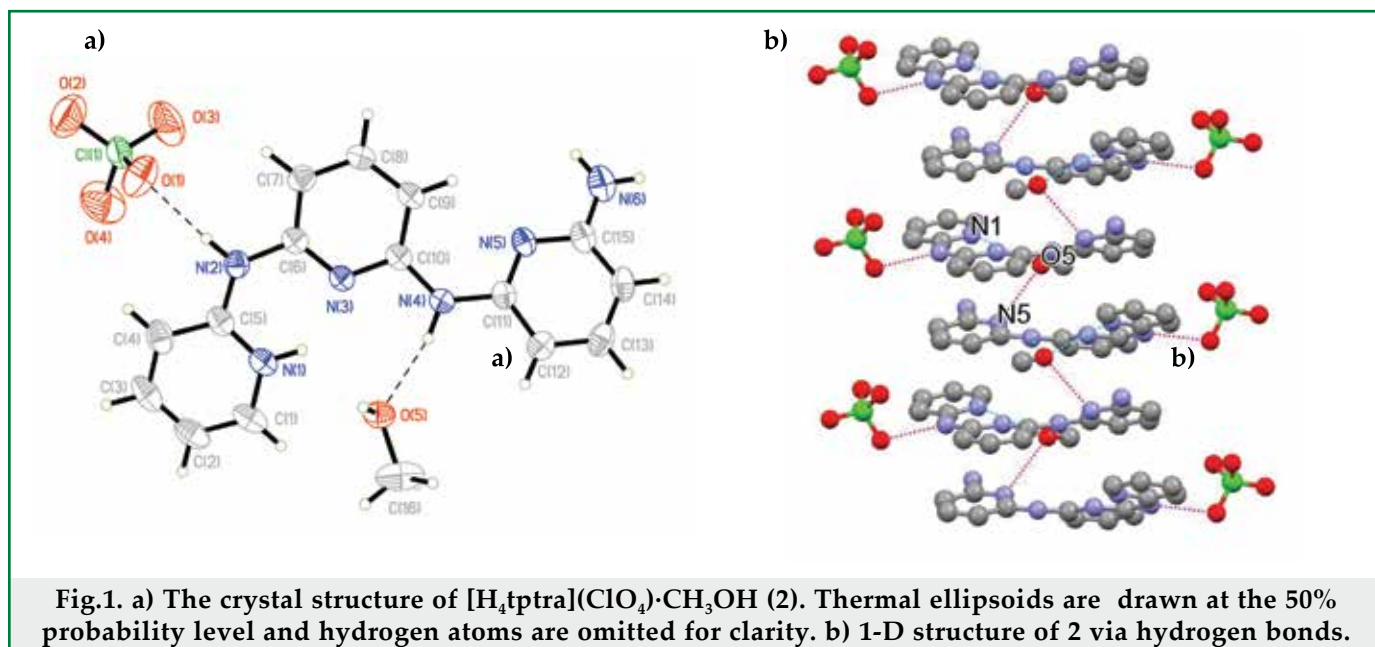 a)
O(2)
O(3)
Cl(1)
O(1)
O(4)
C(8)
C(7)
C(9)
N(6)
N(5)
C(15)
N(2)
C(6)
C(10)
N(3)
N(4)
C(11)
C(14)
C(4)
C(5)
C(13)
C(12)
a)
N(1)
C(3)
C(1)
O(5)
C(2)
C(16)
b)
N1
O5
N5
b)
Fig.1. a) The crystal structure of [H₄tptra](ClO₄)·CH₃OH (2). Thermal ellipsoids are drawn at the 50%
probability level and hydrogen atoms are omitted for clarity. b) 1-D structure of 2 via hydrogen bonds.